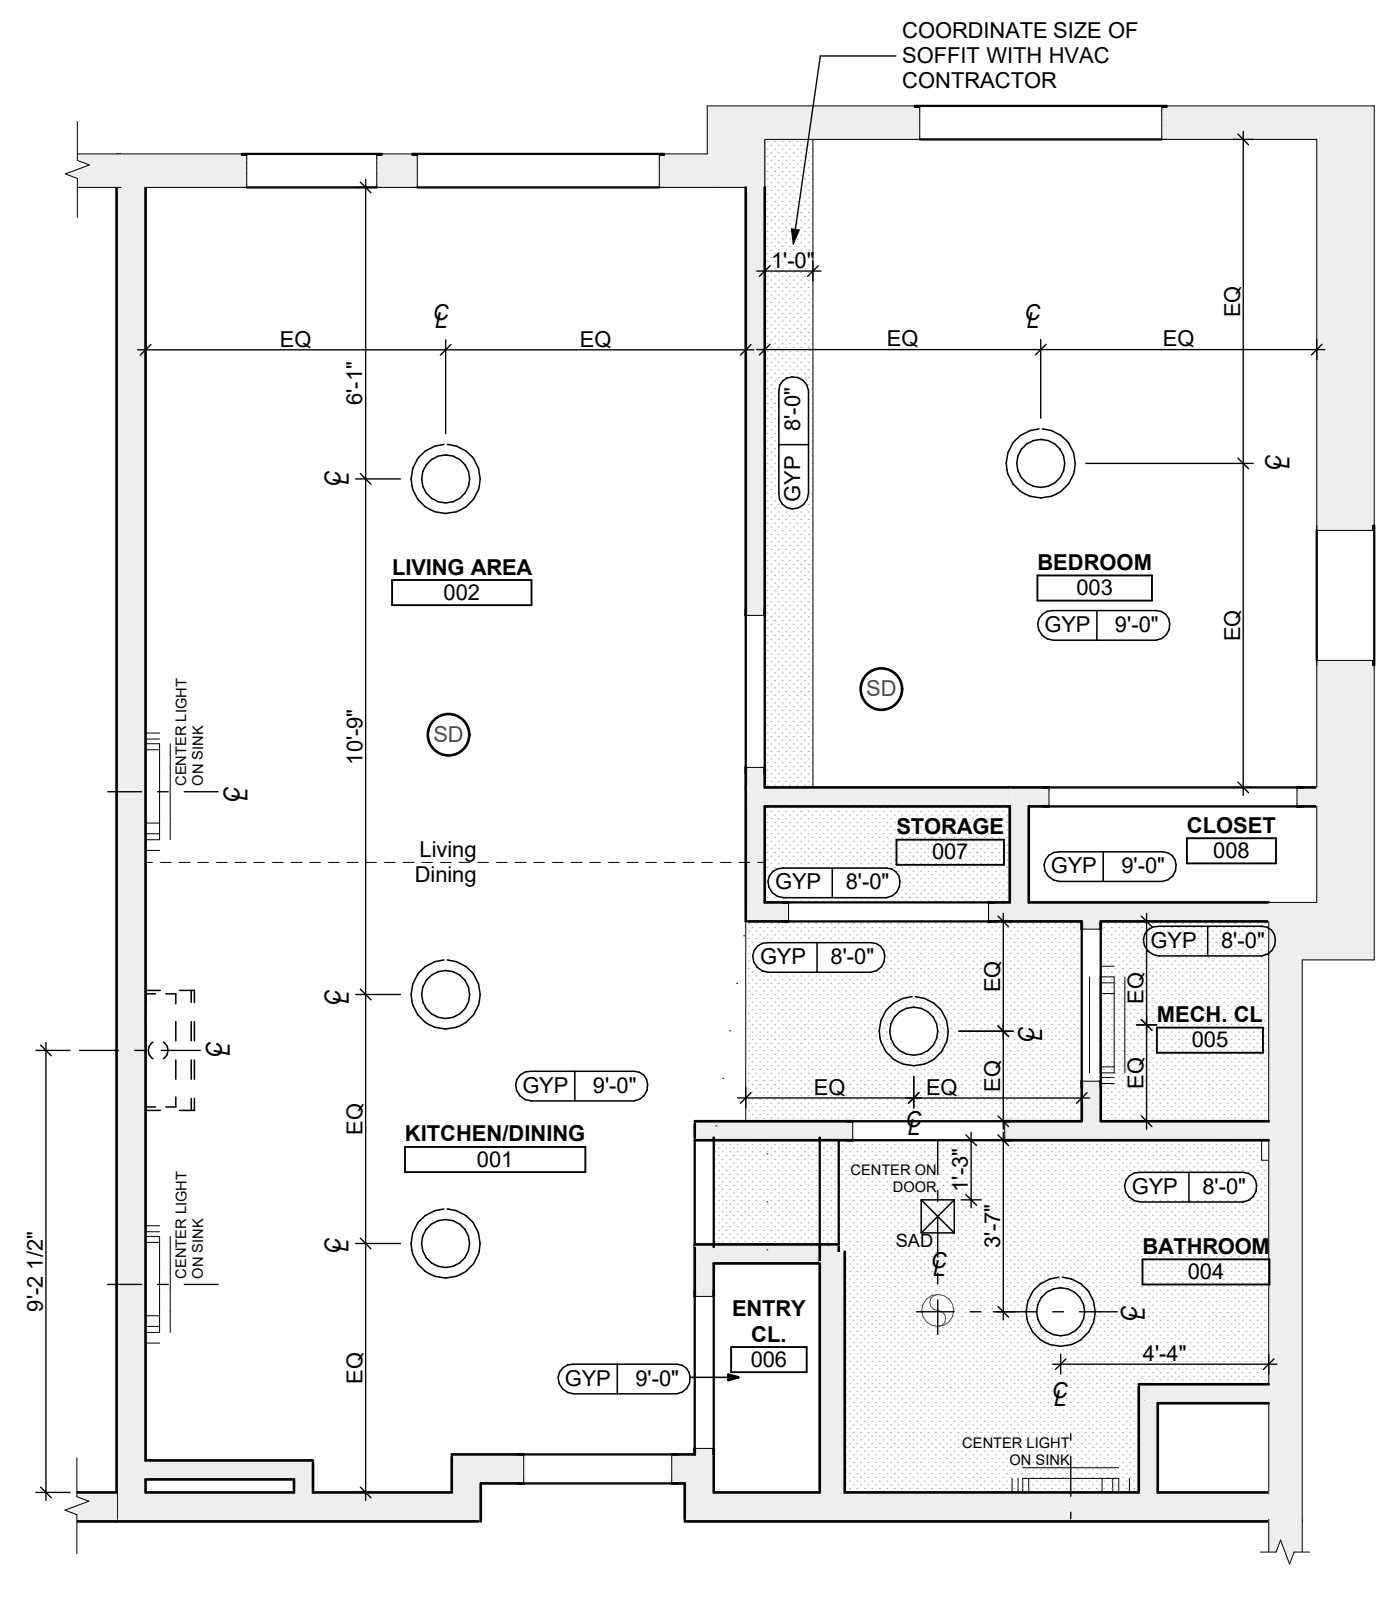 COORDINATE SIZE OF
SOFFIT WITH HVAC
CONTRACTOR
1'-0"
EQ
EQ
EQ
EQ
EQ
6'-1"
GYP 8'-0"
LIVING AREA
002
BEDROOM
003
GYP 9'-0"
EQ
SD
SD
10'-9"
CENTER LIGHT
ON SINK
Living
Dining
STORAGE
007
GYP 8'-0"
CLOSET
008
GYP 9'-0"
GYP 8'-0"
GYP 8'-0"
EQ
EQ
MECH. CL
005
EQ
EQ
EQ
EQ
GYP 9'-0"
EQ
KITCHEN/DINING
001
CENTER ON
DOOR
1'-3"
3'-7"
SAD
GYP 8'-0"
BATHROOM
004
CENTER LIGHT
ON SINK
9'-2 1/2"
ENTRY
CL.
006
GYP 9'-0"
EQ
4'-4"
CENTER LIGHT
ON SINK